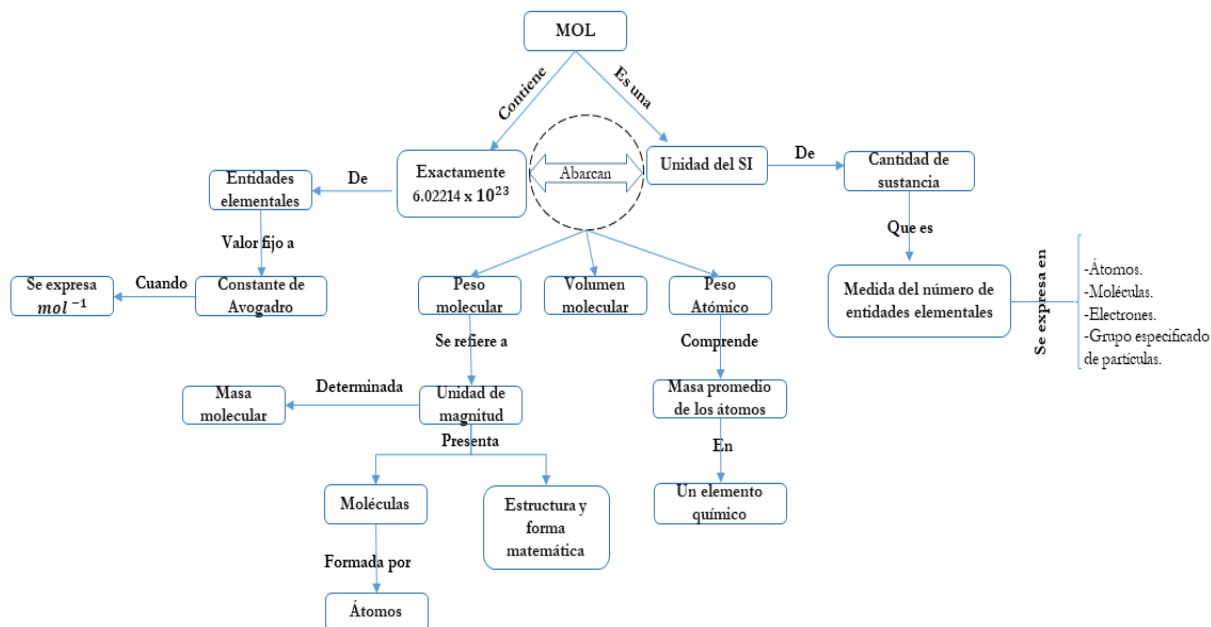 MOL
Contiene
Es una
Exactamente
6.02214 x 10²³
Abarcan
Unidad del SI
De
Cantidad de
sustancia
De
Entidades
elementales
Valor fijo a
Constante de
Avogadro
Cuando
Se expresa
mol⁻¹
Que es
Medida del número de
entidades elementales
Se expresa en
-Átomos.
-Moléculas.
-Electrones.
-Grupo especificado
de partículas.
Peso
molecular
Volumen
molecular
Peso
Atómico
Se refiere a
Unidad de
magnitud
Determinada
Masa
molecular
Presenta
Moléculas
Estructura y
forma
matemática
Formada por
Átomos
Comprende
Masa promedio
de los átomos
En
Un elemento
químico